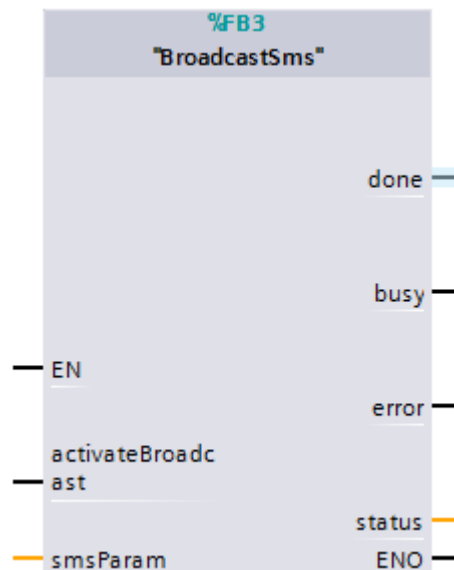 %FB3
"BroadcastSms"
done
busy
EN
error
activateBroadc
ast
status
smsParam
ENO